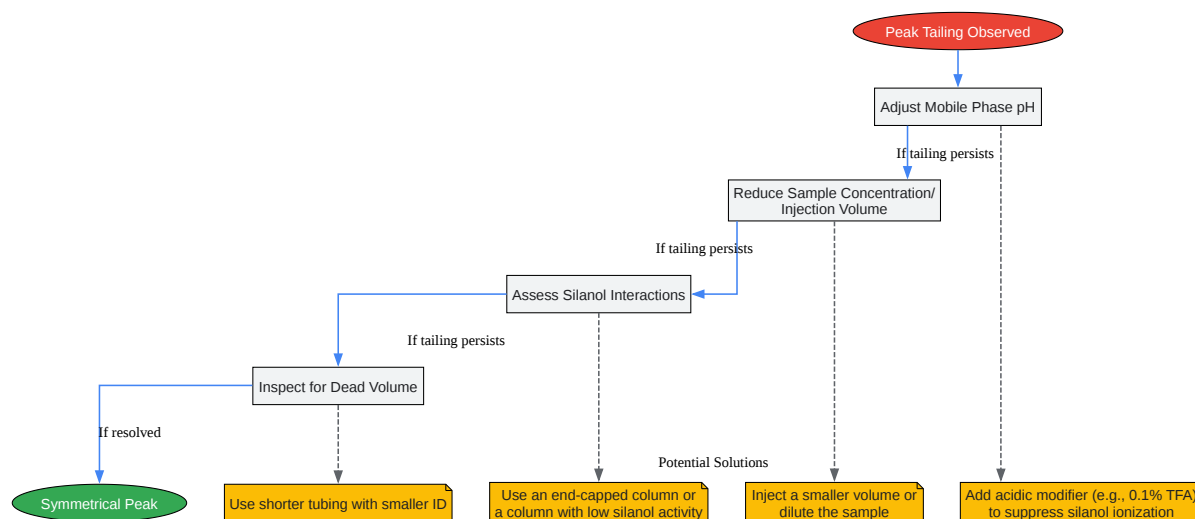 Peak Tailing Observed
Adjust Mobile Phase pH
If tailing persists
Reduce Sample Concentration/
Injection Volume
If tailing persists
Assess Silanol Interactions
If tailing persists
Inspect for Dead Volume
If resolved
Potential Solutions
Symmetrical Peak
Use shorter tubing with smaller ID
Use an end-capped column or
a column with low silanol activity
Inject a smaller volume or
dilute the sample
Add acidic modifier (e.g., 0.1% TFA)
to suppress silanol ionization